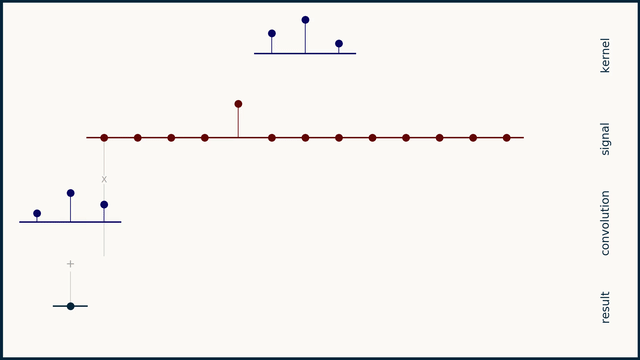 kernel
signal
x
convolution
+
result